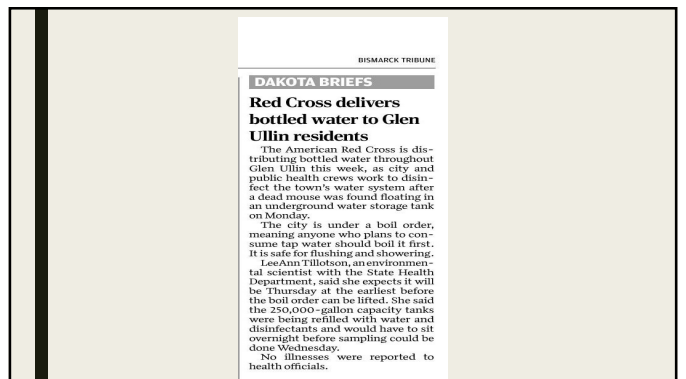 BISMARCK TRIBUNE
DAKOTA BRIEFS
Red Cross delivers
bottled water to Glen
Ullin residents
The American Red Cross is dis-
tributing bottled water throughout
Glen Ullin this week, as city and
public health crews work to disin-
fect the town's water system after
a dead mouse was found floating in
an underground water storage tank
on Monday.
The city is under a boil order,
meaning anyone who plans to con-
sume tap water should boil it first.
It is safe for flushing and showering.
LeeAnn Tillotson, an environmen-
tal scientist with the State Health
Department, said she expects it will
be Thursday at the earliest before
the boil order can be lifted. She said
the 250,000-gallon capacity tanks
were being refilled with water and
disinfectants and would have to sit
overnight before sampling could be
done Wednesday.
No illnesses were reported to
health officials.